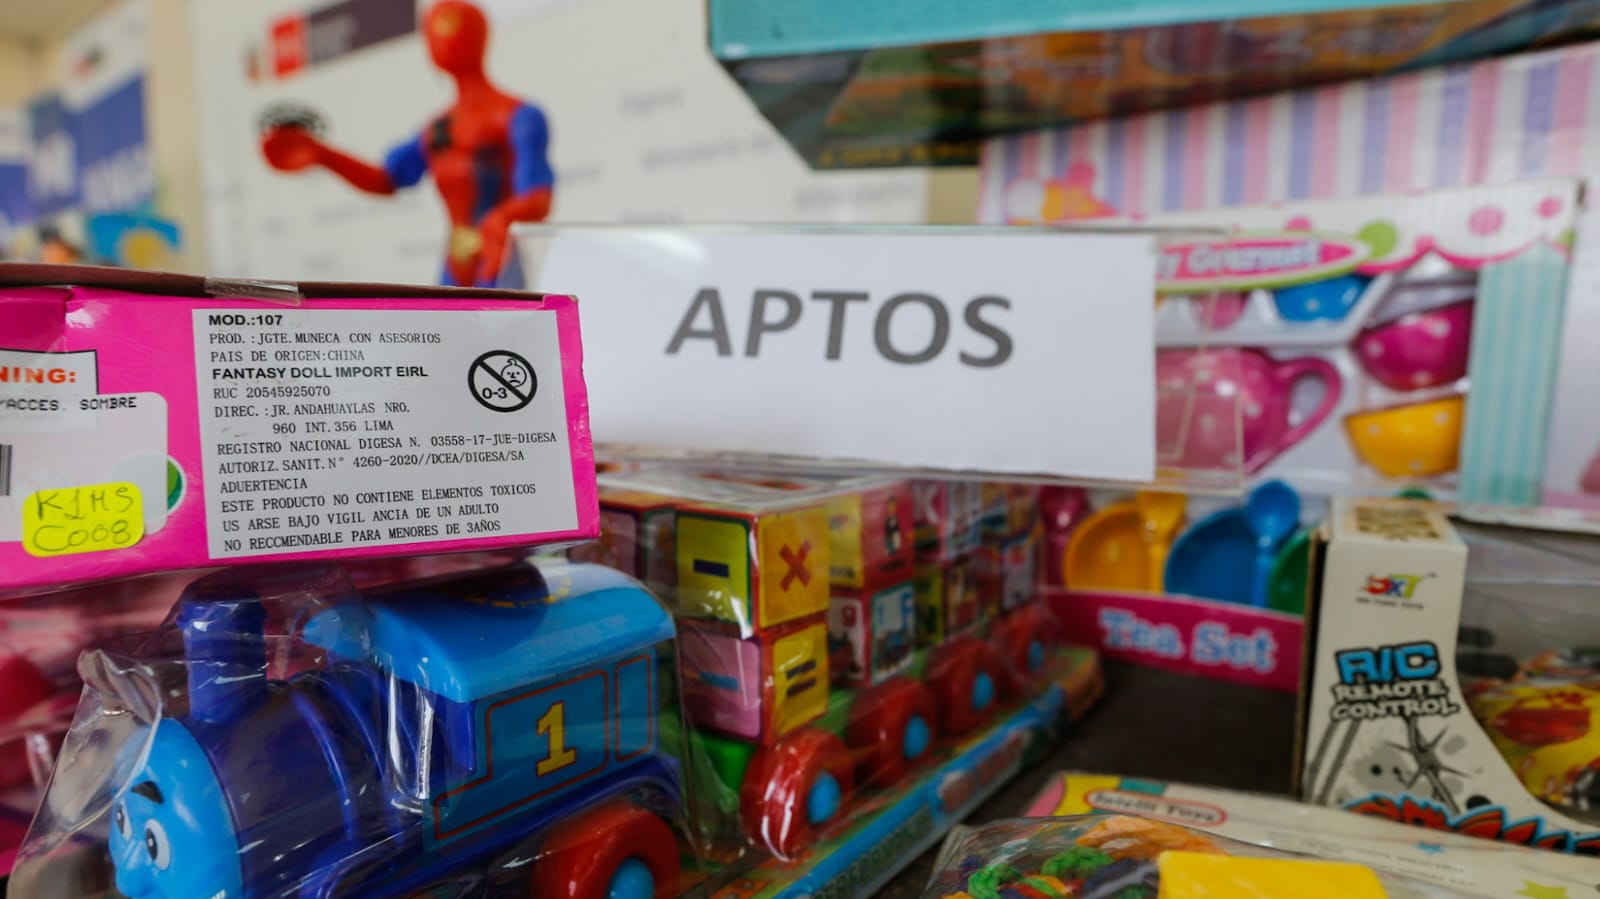 APTOS
MOD.:107
PROD. :JGTE. MUNECA CON ASESORIOS
PAIS DE ORIGEN:CHINA
FANTASY DOLL IMPORT EIRL
RUC 20545925070
DIREC. :JR. ANDAHUAYLAS NRO.
960 INT. 356 LIMA
REGISTRO NACIONAL DIGESA N. 03558-17-JUE-DIGESA
AUTORIZ. SANIT. N° 4260-2020//DCEA/DIGESA/SA
ADUERTENCIA
ESTE PRODUCTO NO CONTIENE ELEMENTOS TOXICOS
US ARSE BAJO VIGIL ANCIA DE UN ADULTO
NO RECCMENDABLE PARA MENORES DE 3AÑOS
0-3
NING:
/ACCES. SOMBRE
K1MS
C008
Gourmet
Tea Set
1
- X
=
R/C
REMOTE
CONTROL